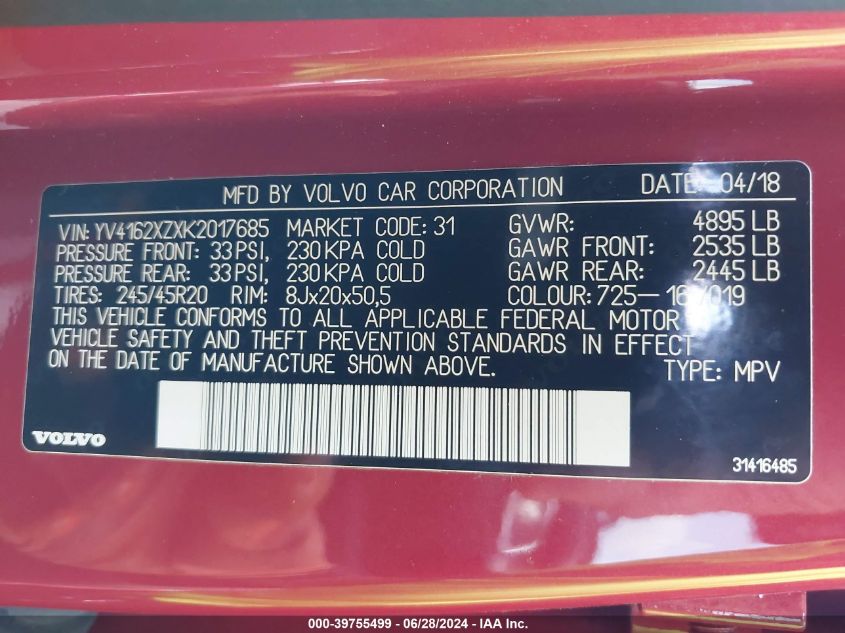 MFD BY VOLVO CAR CORPORATION DATE: 04/18
VIN: YV4162XZXK2017685 MARKET CODE: 31 GVWR: 4895 LB
PRESSURE FRONT: 33 PSI, 230 KPA COLD GAWR FRONT: 2535 LB
PRESSURE REAR: 33 PSI, 230 KPA COLD GAWR REAR: 2445 LB
TIRES: 245/45R20 RIM: 8Jx20x50,5 COLOUR: 725—
THIS VEHICLE CONFORMS TO ALL APPLICABLE FEDERAL MOTOR
VEHICLE SAFETY AND THEFT PREVENTION STANDARDS IN EFFECT
ON THE DATE OF MANUFACTURE SHOWN ABOVE. TYPE: MPV
VOLVO
31416485
000-39755499 / 06/28/2024 - IAA Inc.